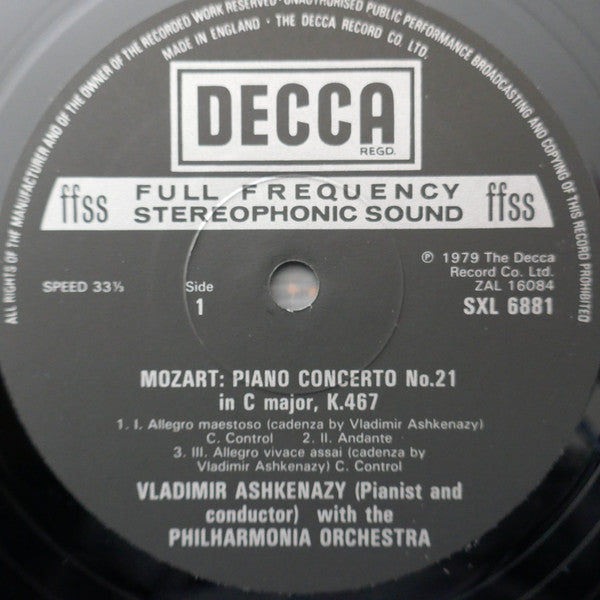 ALL RIGHTS OF THE MANUFACTURER AND OF THE OWNER OF THE RECORDED WORK RESERVED · UNAUTHORISED PUBLIC PERFORMANCE BROADCASTING AND COPYING OF THIS RECORD PROHIBITED
MADE IN ENGLAND · THE DECCA RECORD CO. LTD.
DECCA
REGD.
ffss FULL FREQUENCY STEREOPHONIC SOUND ffss
℗ 1979 The Decca
Record Co. Ltd.
ZAL 16084
SPEED 33⅓
Side
1
SXL 6881
MOZART: PIANO CONCERTO No.21
in C major, K.467
1. I. Allegro maestoso (cadenza by Vladimir Ashkenazy)
C. Control 2. II. Andante
3. III. Allegro vivace assai (cadenza by
Vladimir Ashkenazy) C. Control
VLADIMIR ASHKENAZY (Pianist and
conductor) with the
PHILHARMONIA ORCHESTRA